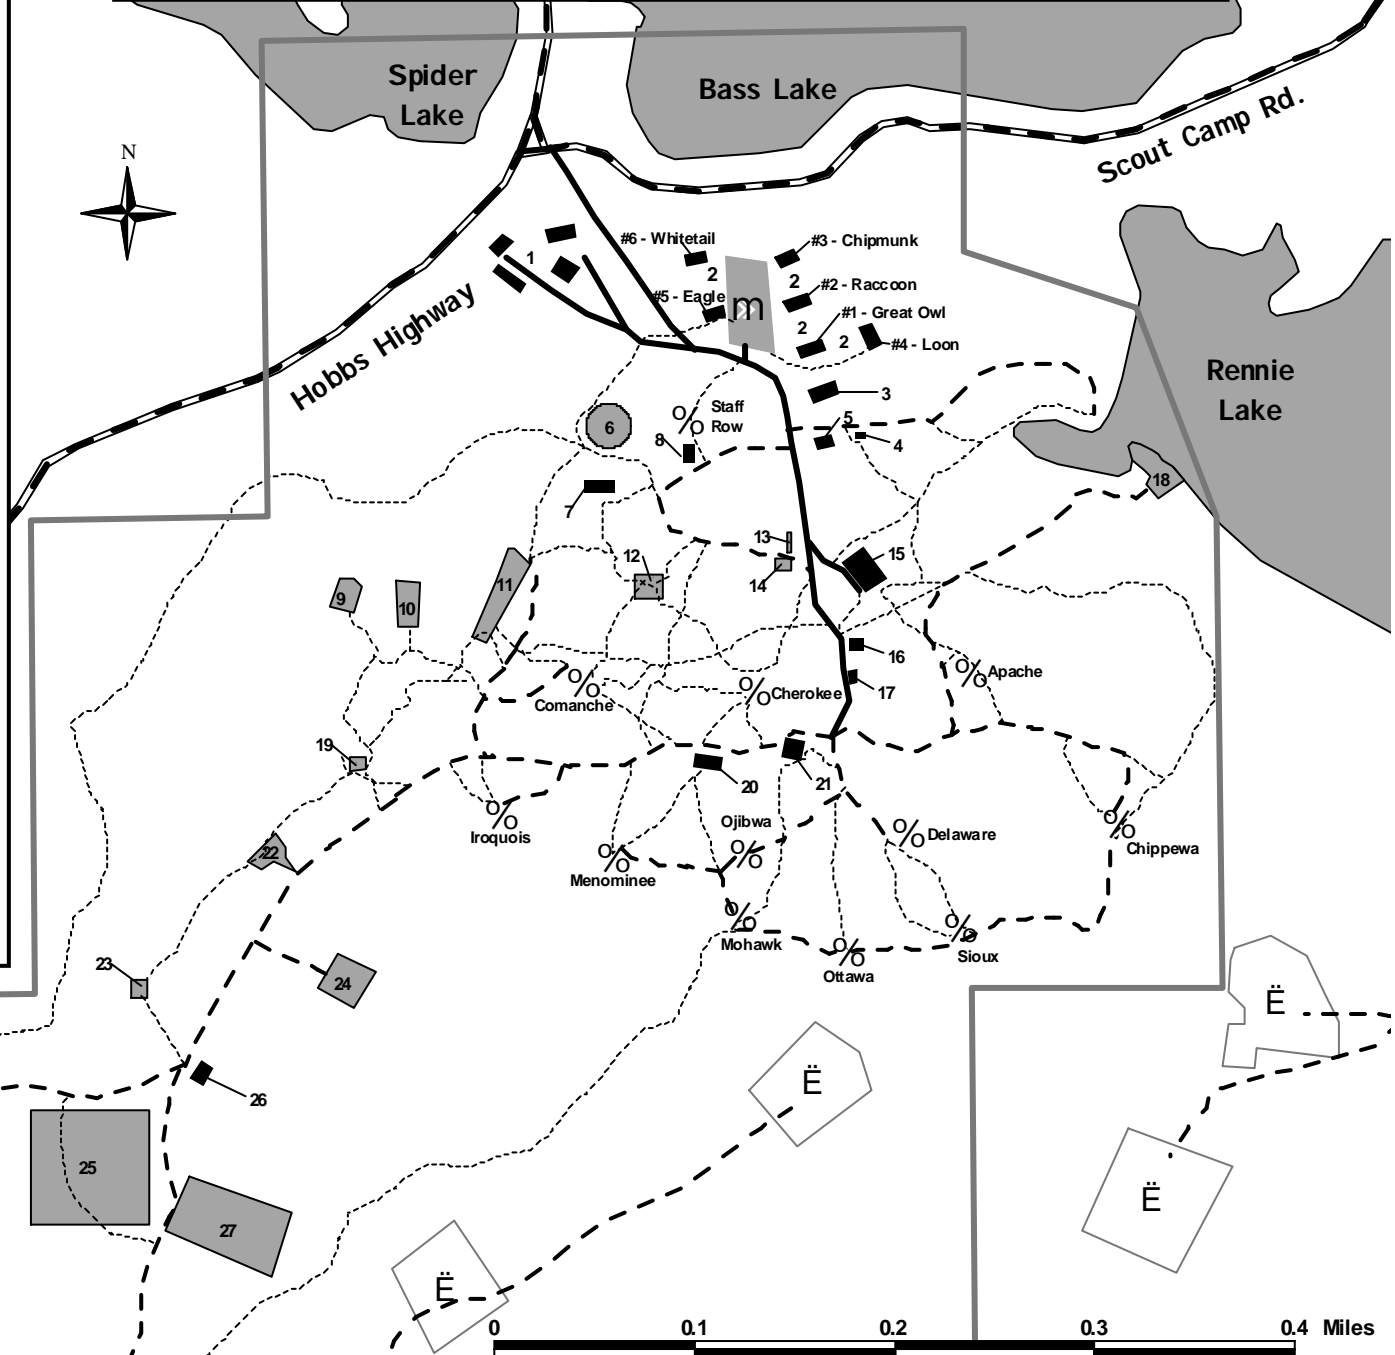 Spider
Lake
Bass Lake
Scout Camp Rd.
N
#6 - Whitetail
#3 - Chipmunk
1
2
2
#2 - Raccoon
#5 - Eagle
m
#1 - Great Owl
2
2
#4 - Loon
Hobbs Highway
Rennie
Lake
3
Staff
Row
5
6
8
4
18
7
13
15
12
14
11
9
10
16
Apache
17
Cherokee
Comanche
19
20
21
Ojibwa
Delaware
Iroquois
Chippewa
22
Menominee
Mohawk
Sioux
Ottawa
23
24
Ë
Ë
26
25
Ë
27
Ë
0
0.1
0.2
0.3
0.4 Miles